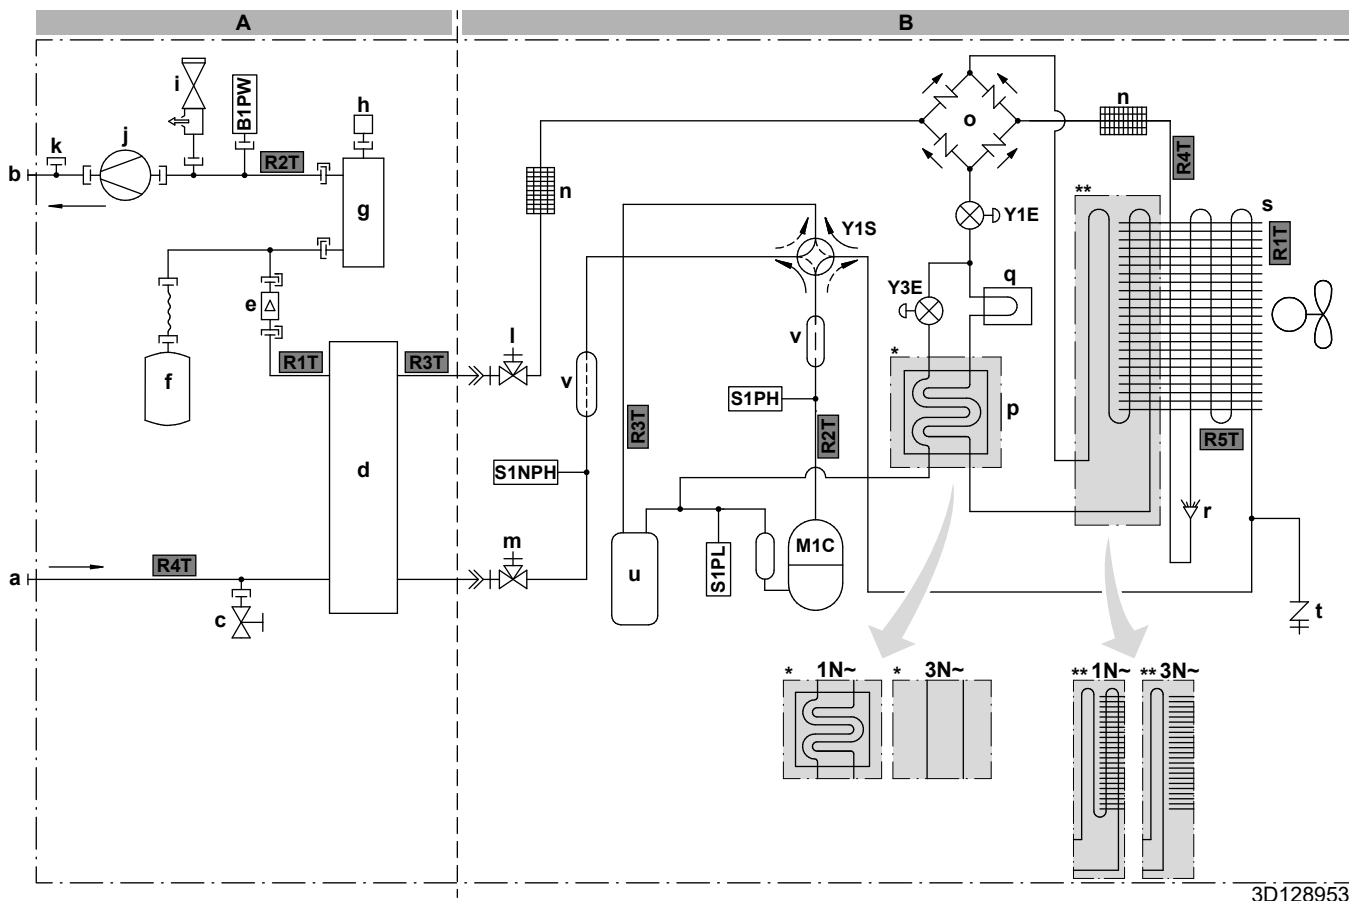 A B
i
B1PW
h
k
j
R2T
b
g
e
f
R1T
R3T
d
a
R4T
c
n
l
v
S1NPH
m
R3T
u
S1PL
Y1S
v
S1PH
R2T
M1C
o
n
R4T
Y1E
Y3E
q
*
p
**
s
R1T
R5T
r
t
* 1N~
* 3N~
** 1N~
** 3N~
3D128953